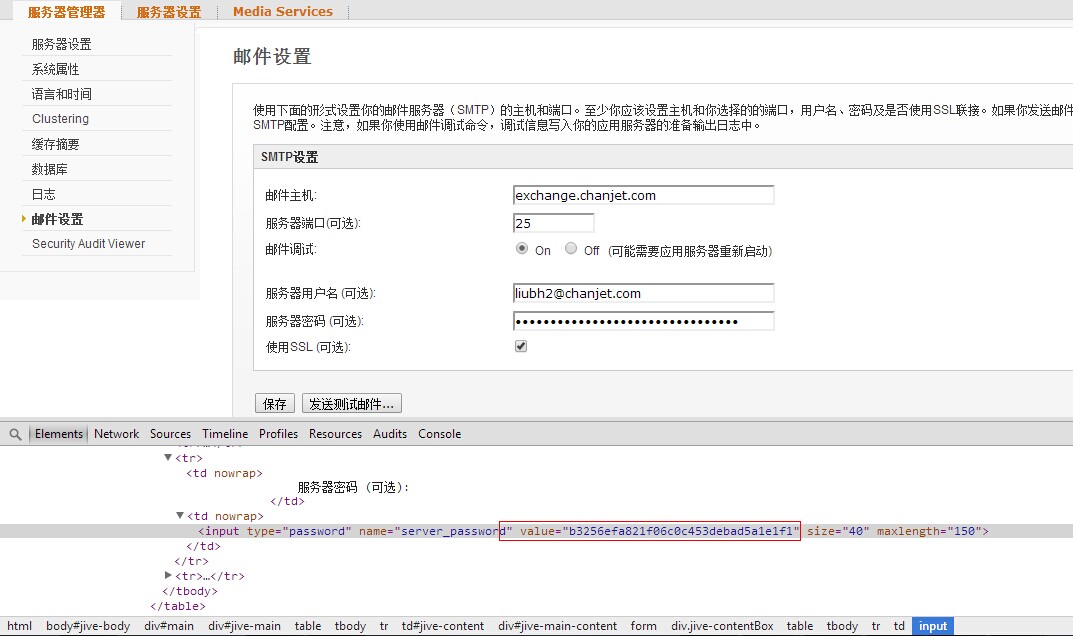 服务器管理器 服务器设置 Media Services
服务器设置
系统属性
语言和时间
Clustering
缓存摘要
数据库
日志
邮件设置
Security Audit Viewer
邮件设置
使用下面的形式设置你的邮件服务器（SMTP）的主机和端口。至少你应该设置主机和你选择的的端口，用户名、密码及是否使用SSL联接。如果你发送邮件
SMTP配置。注意，如果你使用邮件调试命令，调试信息写入你的应用服务器的准备输出日志中。
SMTP设置
邮件主机: exchange.chanjet.com
服务器端口(可选): 25
邮件调试: On Off (可能需要应用服务器重新启动)
服务器用户名 (可选): liubh2@chanjet.com
服务器密码 (可选): ••••••••••••••••••••••••••••••••
使用SSL (可选):
保存 发送测试邮件...
Elements Network Sources Timeline Profiles Resources Audits Console
▼<tr>
<td nowrap>
服务器密码 (可选):
</td>
▼<td nowrap>
<input type="password" name="server_password" value="b3256efa821f06c0c453debad5a1e1f1" size="40" maxlength="150">
</td>
</tr>
▶<tr>…</tr>
</tbody>
</table>
html body#jive-body div#main div#jive-main table tbody tr td#jive-content div#jive-main-content form div.jive-contentBox table tbody tr td input